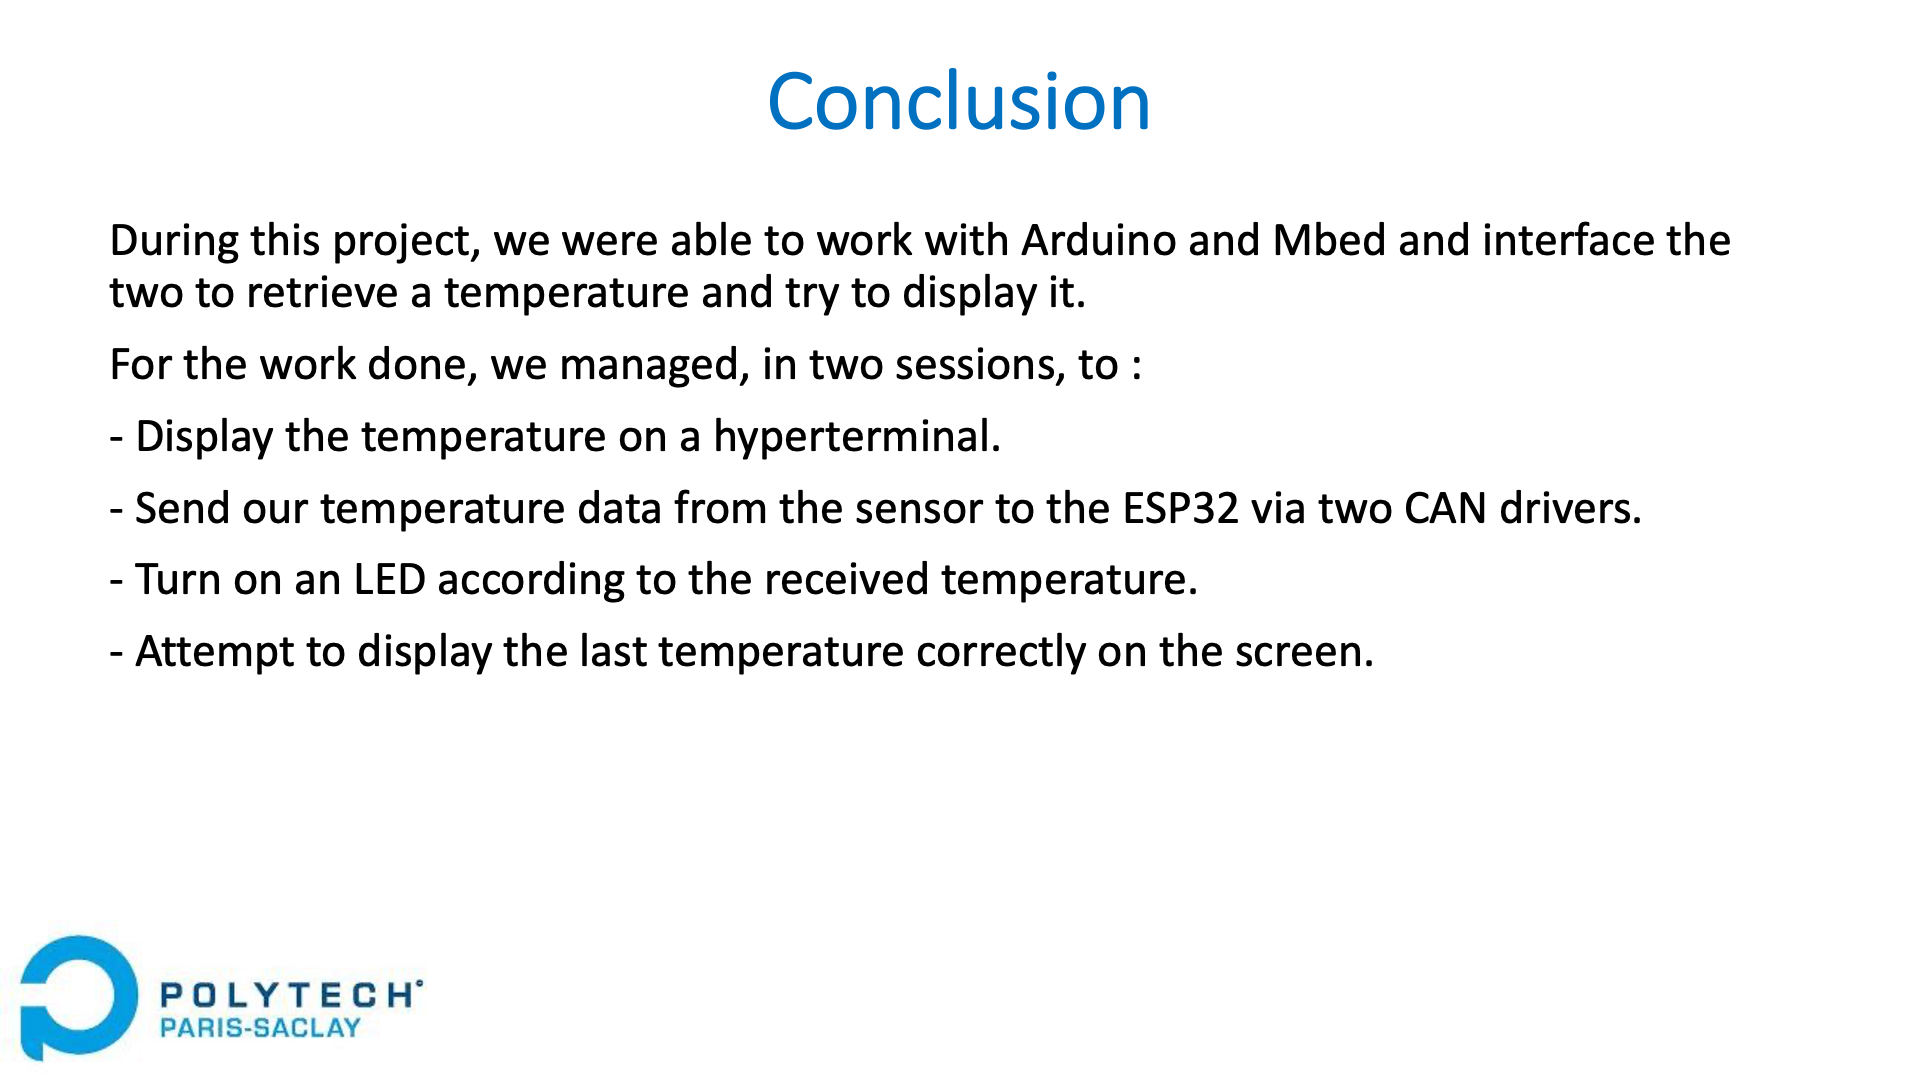 Conclusion
During this project, we were able to work with Arduino and Mbed and interface the
two to retrieve a temperature and try to display it.
For the work done, we managed, in two sessions, to :
- Display the temperature on a hyperterminal.
- Send our temperature data from the sensor to the ESP32 via two CAN drivers.
- Turn on an LED according to the received temperature.
- Attempt to display the last temperature correctly on the screen.
POLYTECH°
PARIS-SACLAY